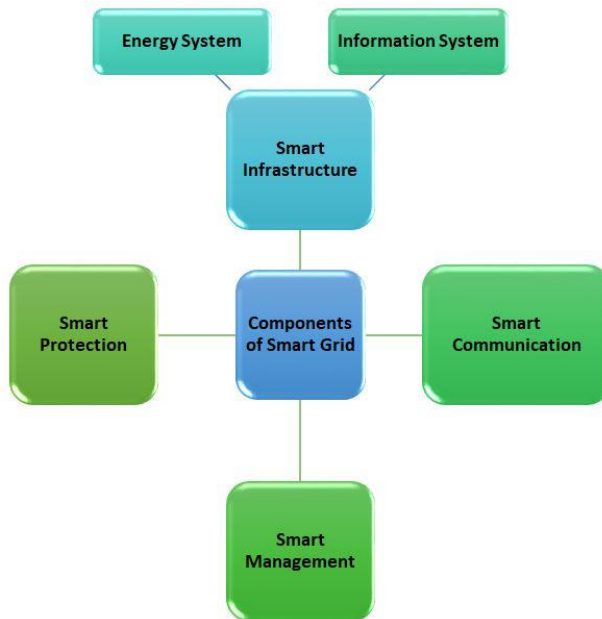 Energy System
Information System
Smart
Infrastructure
Smart
Protection
Components
of Smart Grid
Smart
Communication
Smart
Management